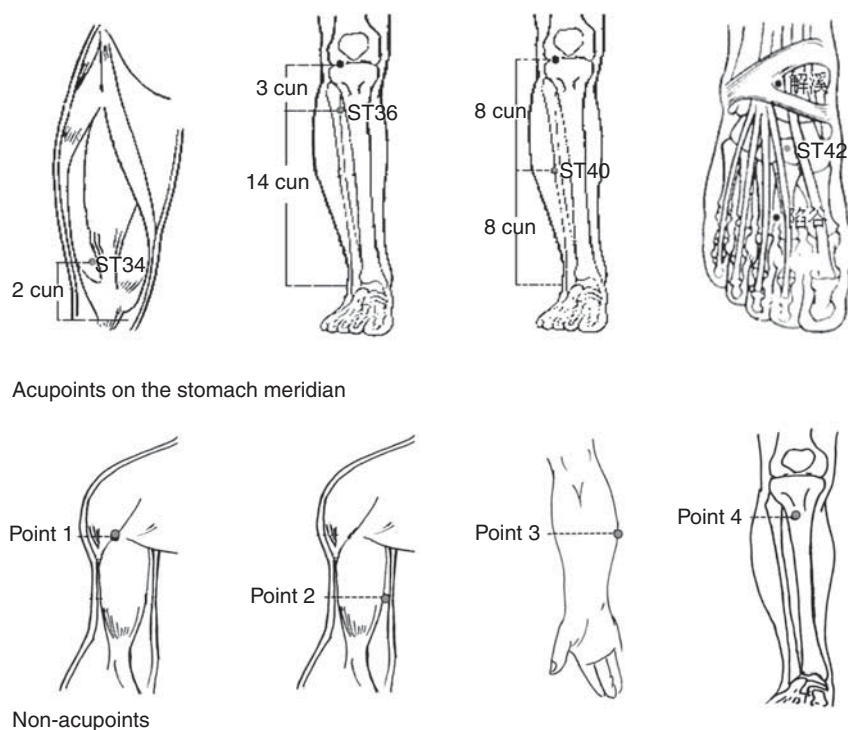 ST34
2 cun
3 cun
ST36
14 cun
8 cun
ST40
8 cun
解溪
ST42
陷谷
Acupoints on the stomach meridian
Point 1
Point 2
Point 3
Point 4
Non-acupoints